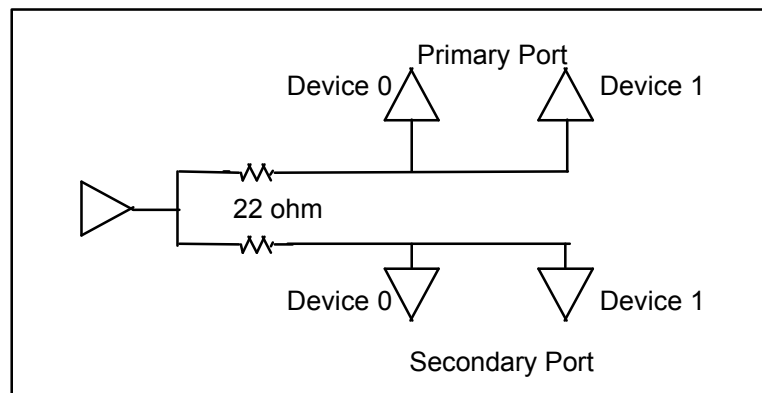 Primary Port
Device 0
Device 1
22 ohm
Device 0
Device 1
Secondary Port